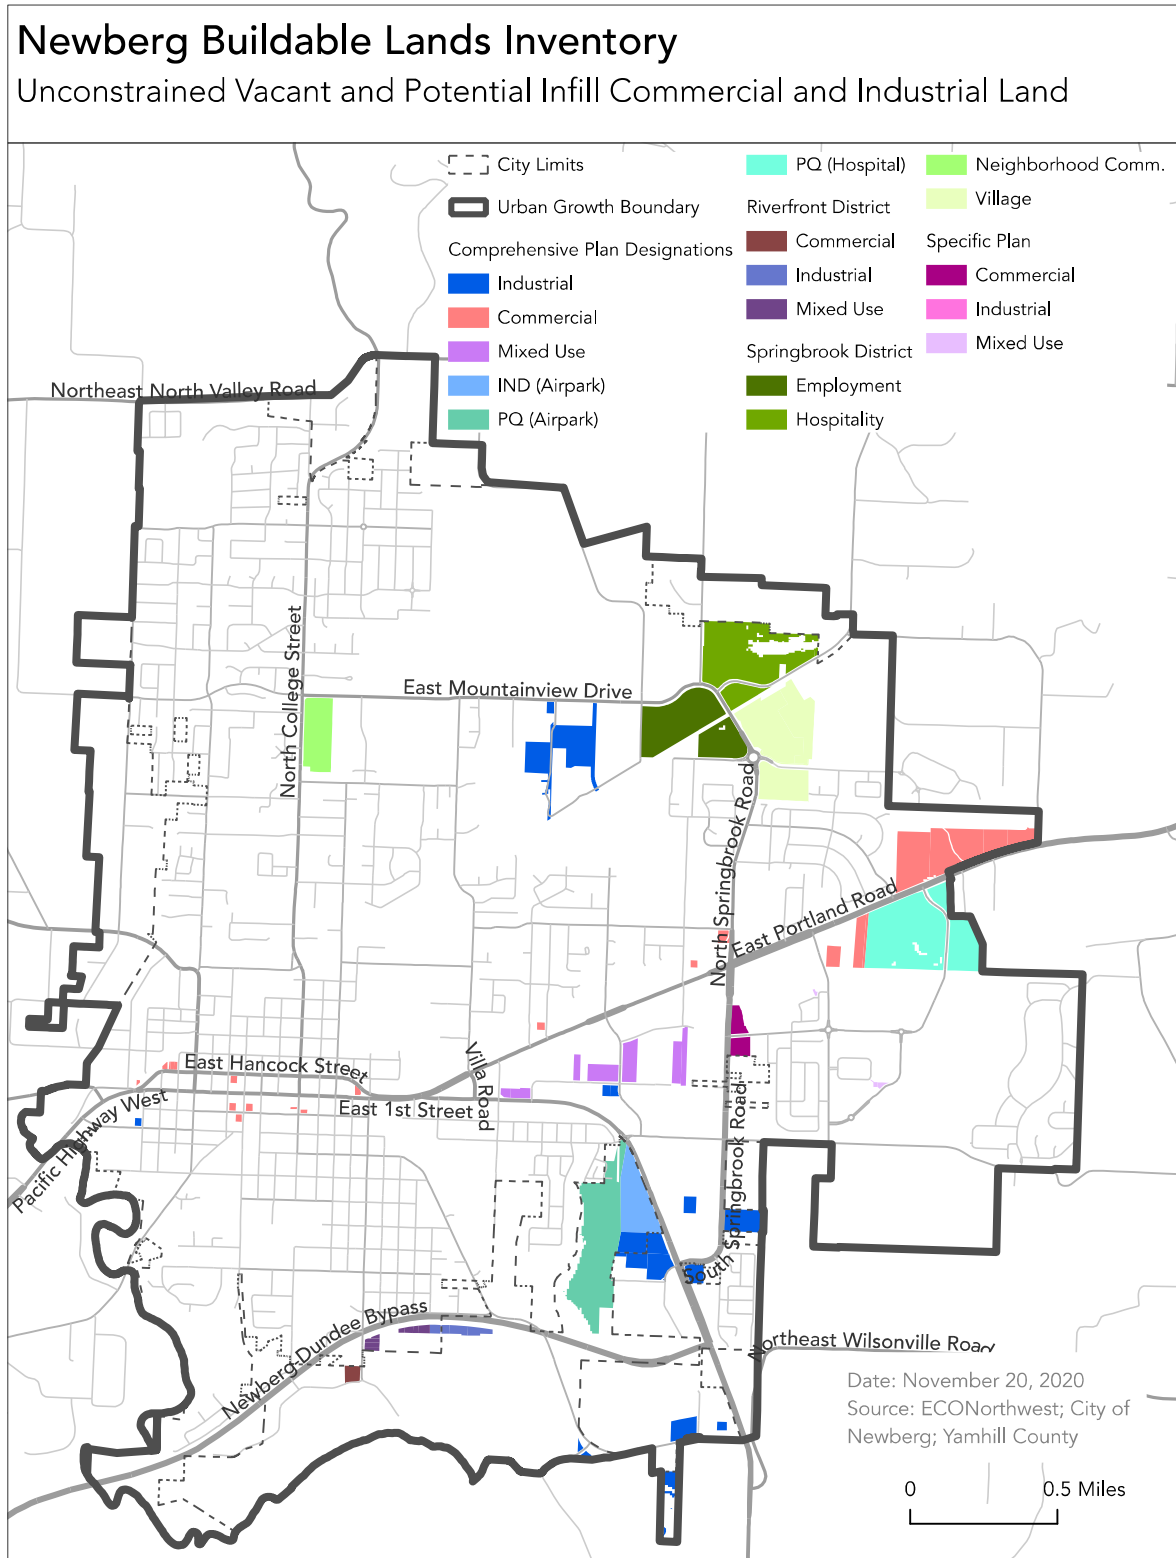 Newberg Buildable Lands Inventory
Unconstrained Vacant and Potential Infill Commercial and Industrial Land
City Limits
Urban Growth Boundary
Comprehensive Plan Designations
Industrial
Commercial
Mixed Use
IND (Airpark)
PQ (Airpark)
PQ (Hospital)
Riverfront District
Commercial
Industrial
Mixed Use
Springbrook District
Employment
Hospitality
Neighborhood Comm.
Village
Specific Plan
Commercial
Industrial
Mixed Use
Northeast North Valley Road
North College Street
East Mountainview Drive
North Springbrook Road
East Portland Road
Villa Road
East Hancock Street
East 1st Street
Pacific Highway West
South Springbrook Road
Newberg-Dundee Bypass
Northeast Wilsonville Road
Date: November 20, 2020
Source: ECONorthwest; City of
Newberg; Yamhill County
0 0.5 Miles